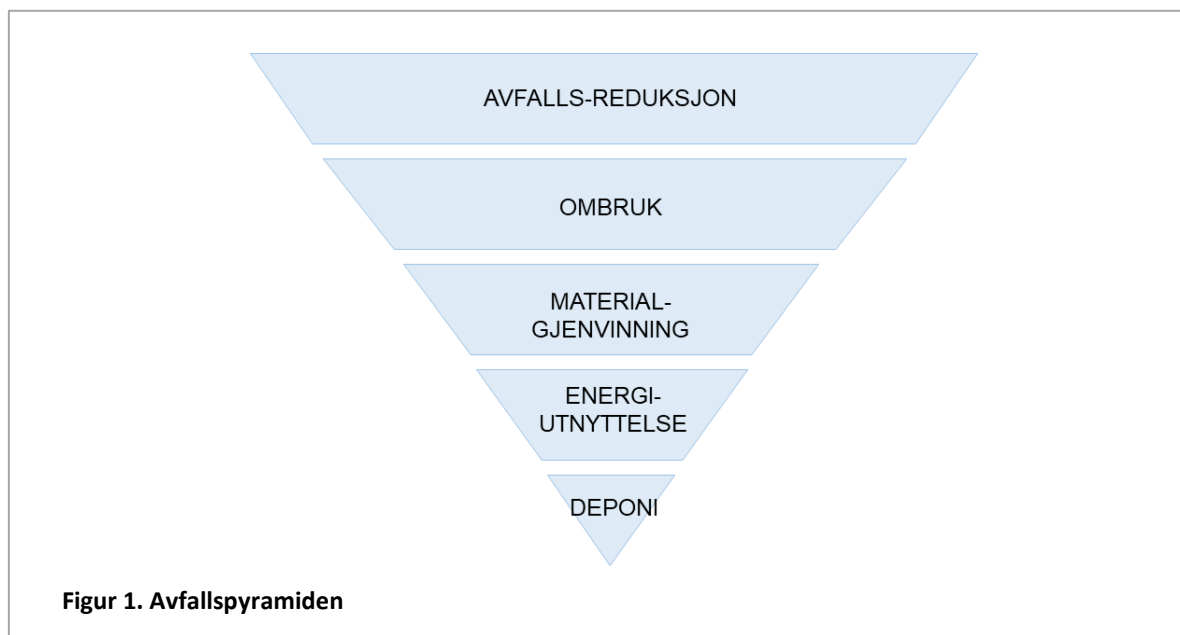 AVFALLS-REDUKSJON
OMBRUK
MATERIAL-
GJENVINNING
ENERGI-
UTNYTTELSE
DEPONI
Figur 1. Avfallspyramiden